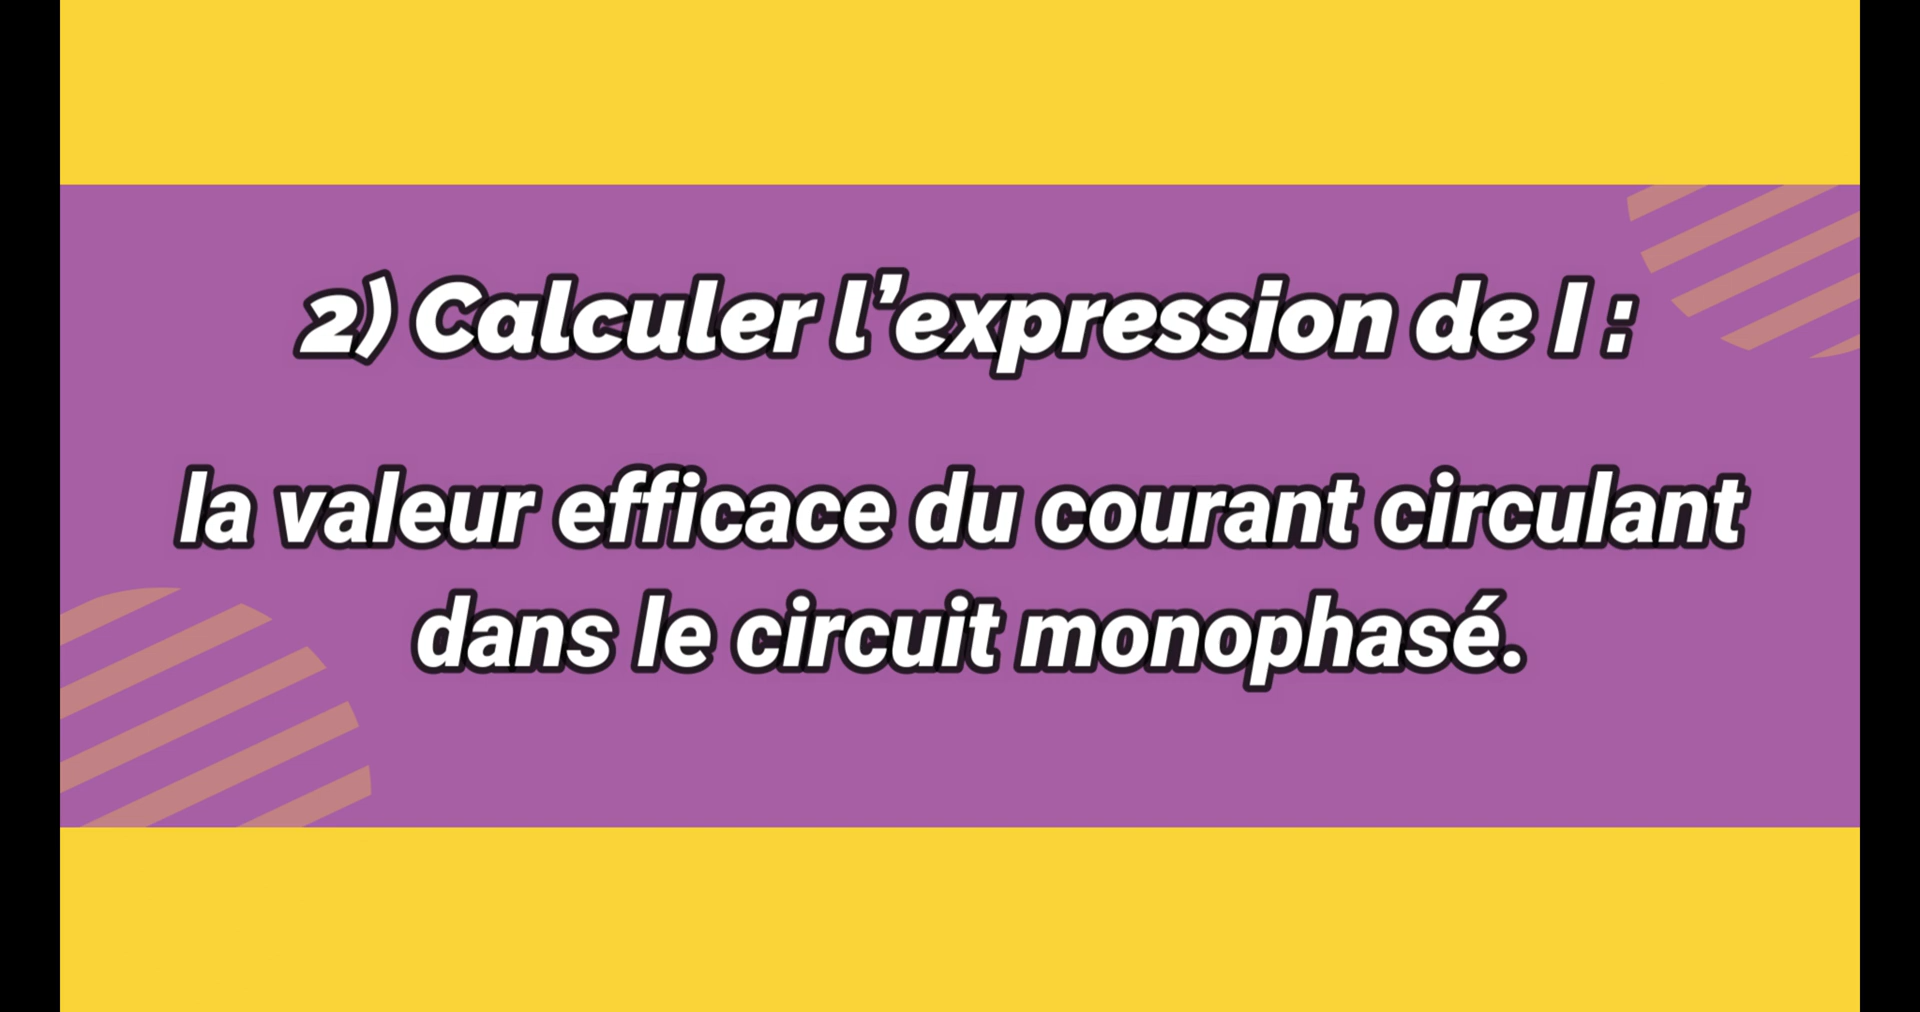 2) Calculer l’expression de I :
la valeur efficace du courant circulant
dans le circuit monophasé.